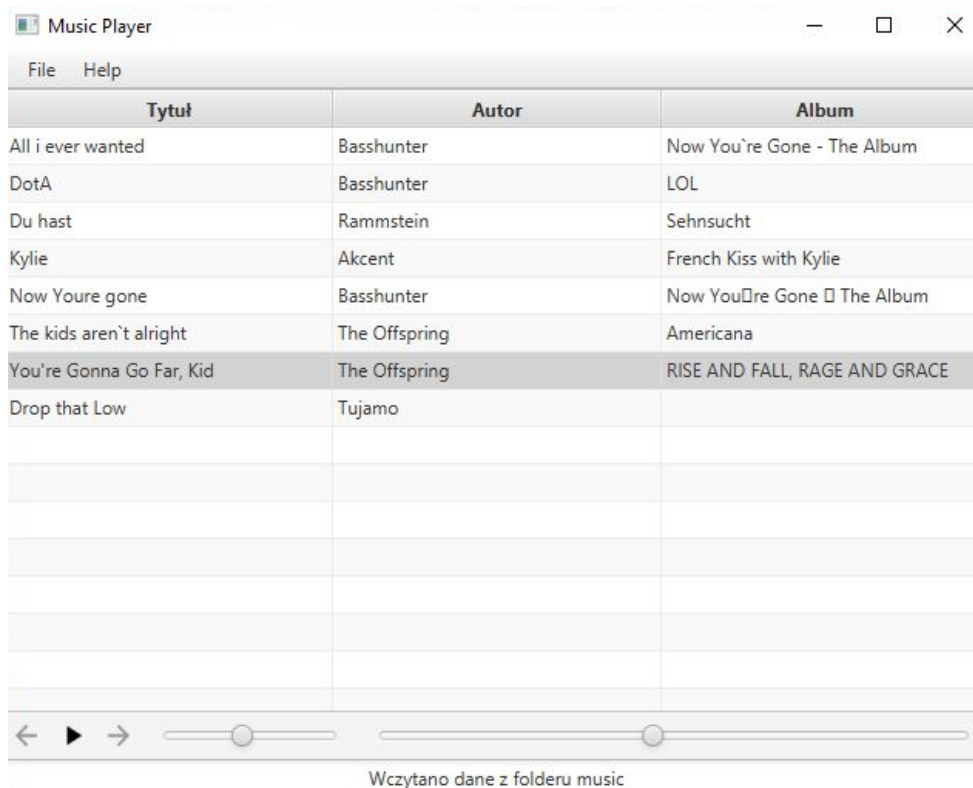 Music Player
File Help
Tytuł Autor Album
All i ever wanted Basshunter Now You`re Gone - The Album
DotA Basshunter LOL
Du hast Rammstein Sehnsucht
Kylie Akcent French Kiss with Kylie
Now Youre gone Basshunter Now You▯re Gone ▯ The Album
The kids aren`t alright The Offspring Americana
You're Gonna Go Far, Kid The Offspring RISE AND FALL, RAGE AND GRACE
Drop that Low Tujamo
Wczytano dane z folderu music